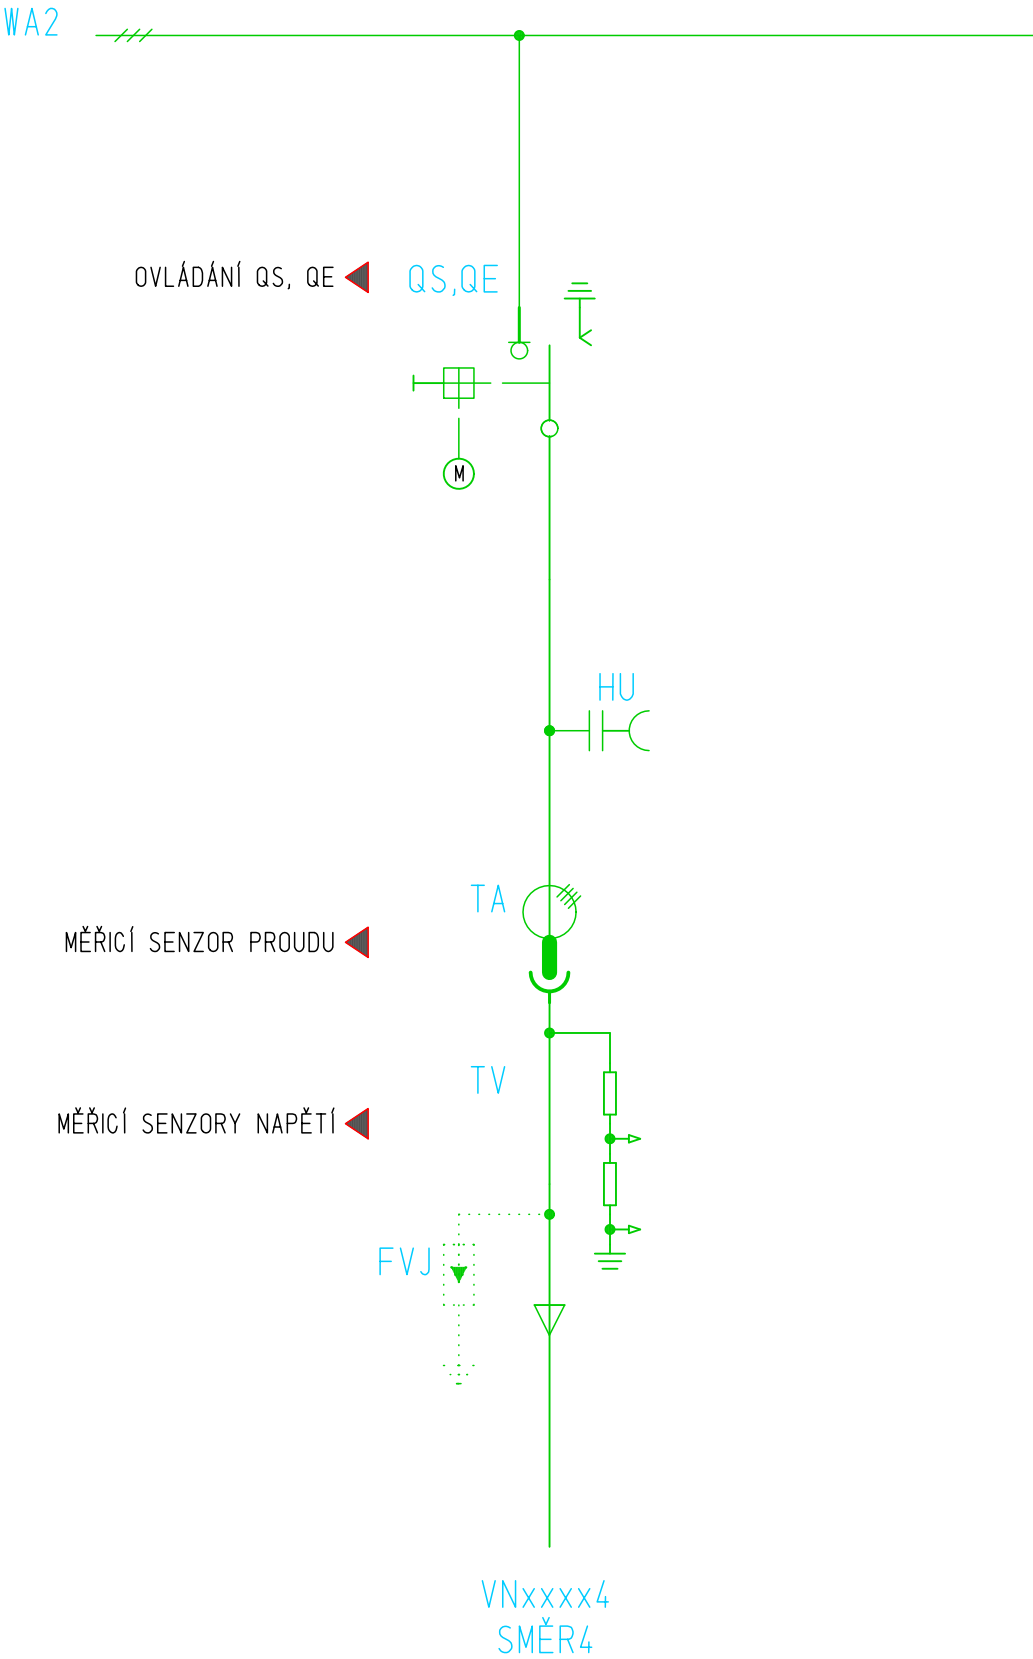 WA2
OVLÁDÁNÍ QS, QE
QS,QE
M
HU
TA
MĚŘICÍ SENZOR PROUDU
TV
MĚŘICÍ SENZORY NAPĚTÍ
FVJ
VNxxxx4
SMĚR4